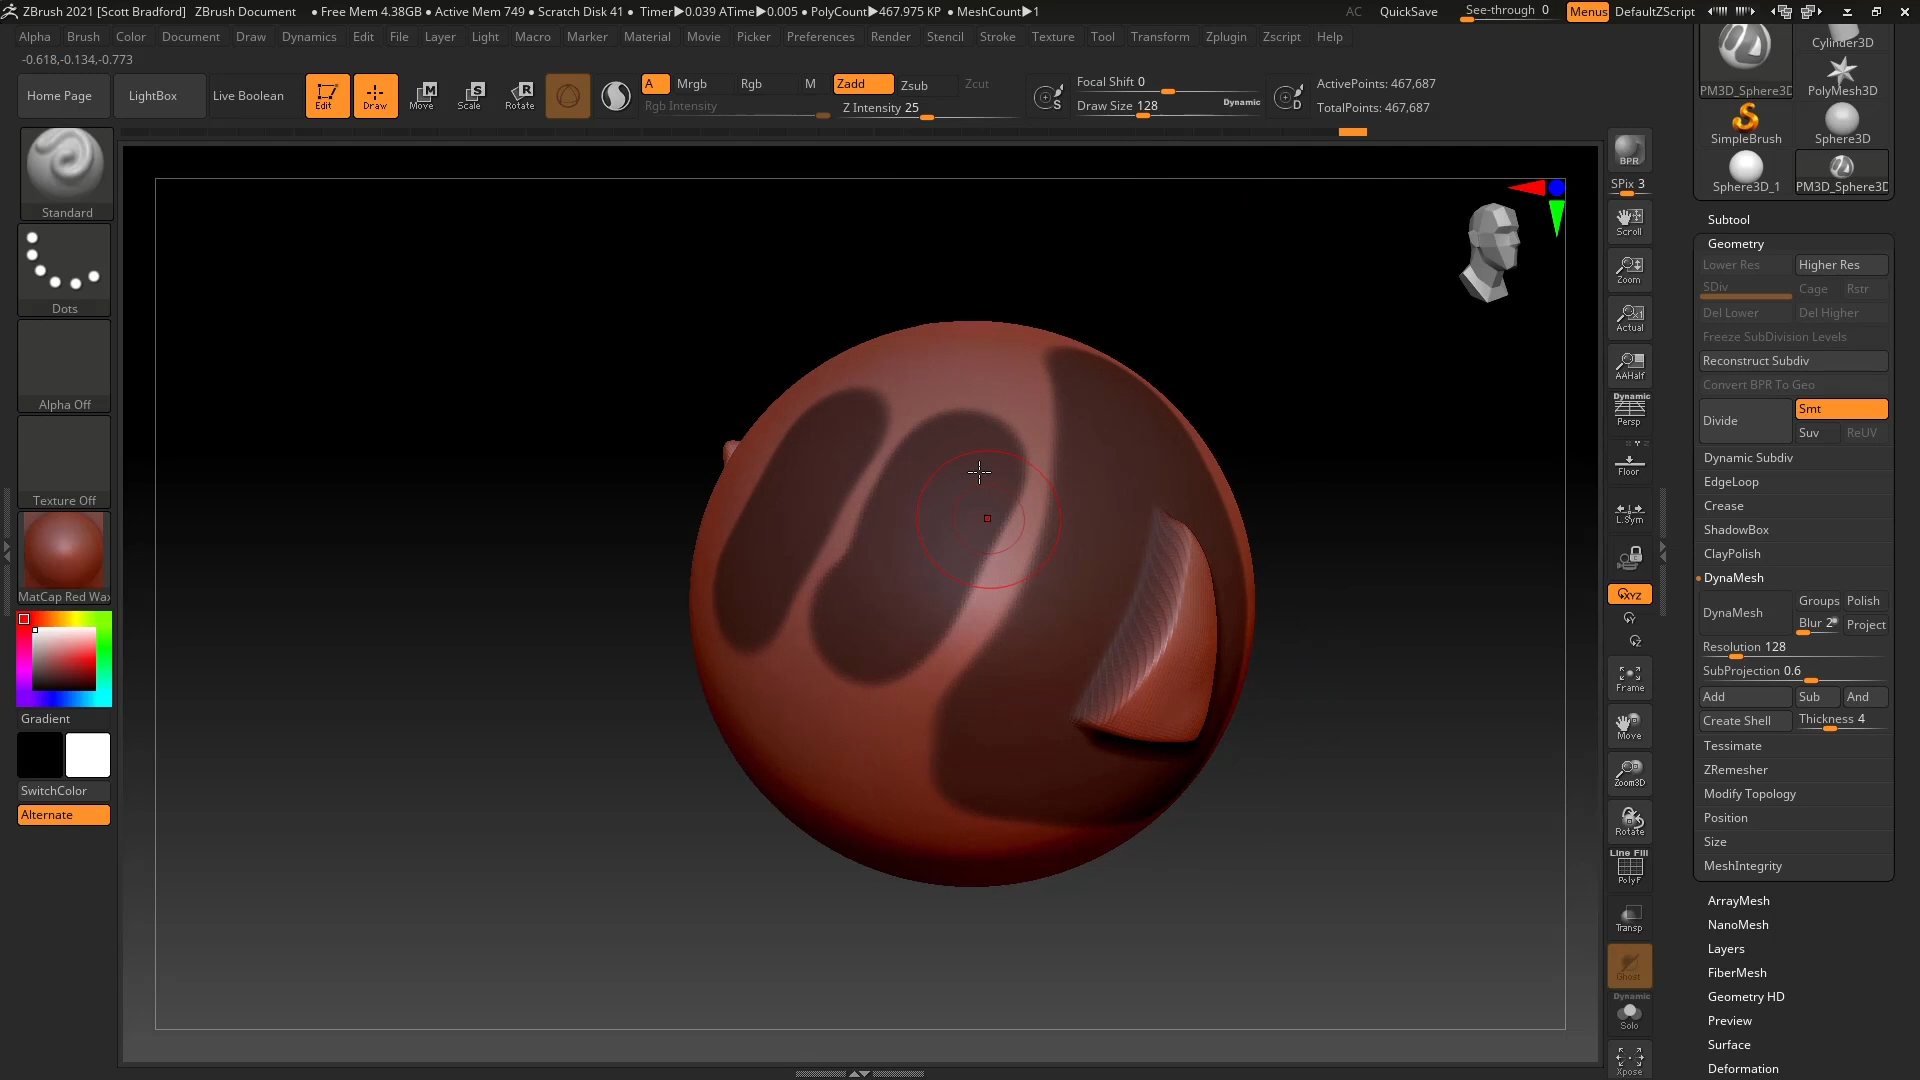 ZBrush 2021 [Scott Bradford] ZBrush Document • Free Mem 4.38GB • Active Mem 749 • Scratch Disk 41 • Timer▶0.039 ATime▶0.005 • PolyCount▶467.975 KP • MeshCount▶1 AC QuickSave See-through 0 Menus DefaultZScript
Alpha Brush Color Document Draw Dynamics Edit File Layer Light Macro Marker Material Movie Picker Preferences Render Stencil Stroke Texture Tool Transform Zplugin Zscript Help
-0.618,-0.134,-0.773
Home Page LightBox Live Boolean Edit Draw Move Scale Rotate
A Mrgb Rgb M Zadd Zsub Zcut
Rgb Intensity Z Intensity 25
Focal Shift 0
Draw Size 128 Dynamic
ActivePoints: 467,687
TotalPoints: 467,687
Standard
Dots
Alpha Off
Texture Off
MatCap Red Wax
Gradient
SwitchColor
Alternate
BPR
SPix 3
Scroll
Zoom
Actual
AAHalf
Dynamic
Persp
Floor
L.Sym
XYZ
Frame
Move
Zoom3D
Rotate
Line Fill
PolyF
Transp
Ghost
Dynamic
Solo
Xpose
Cylinder3D
PM3D_Sphere3D PolyMesh3D
SimpleBrush Sphere3D
Sphere3D_1 PM3D_Sphere3D
Subtool
Geometry
Lower Res Higher Res
SDiv Cage Rstr
Del Lower Del Higher
Freeze SubDivision Levels
Reconstruct Subdiv
Convert BPR To Geo
Divide Smt
Suv ReUV
Dynamic Subdiv
EdgeLoop
Crease
ShadowBox
ClayPolish
DynaMesh
DynaMesh Groups Polish
Blur 2 Project
Resolution 128
SubProjection 0.6
Add Sub And
Create Shell Thickness 4
Tessimate
ZRemesher
Modify Topology
Position
Size
MeshIntegrity
ArrayMesh
NanoMesh
Layers
FiberMesh
Geometry HD
Preview
Surface
Deformation